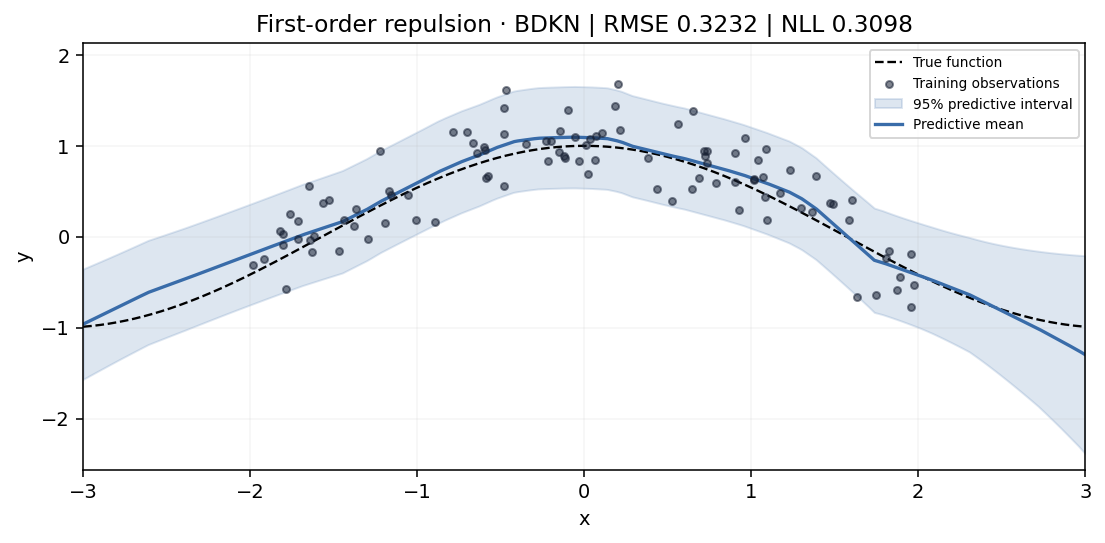 First-order repulsion · BDKN | RMSE 0.3232 | NLL 0.3098
True function
Training observations
95% predictive interval
Predictive mean
2
1
0
−1
−2
y
−3
−2
−1
0
1
2
3
x